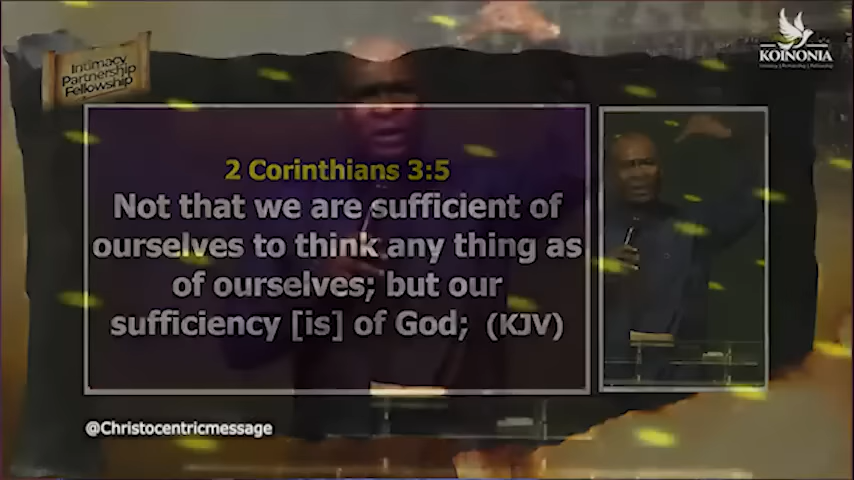 Intimacy
Partnership
Fellowship
KOINONIA
2 Corinthians 3:5
Not that we are sufficient of
ourselves to think any thing as
of ourselves; but our
sufficiency [is] of God; (KJV)
@Christocentricmessage